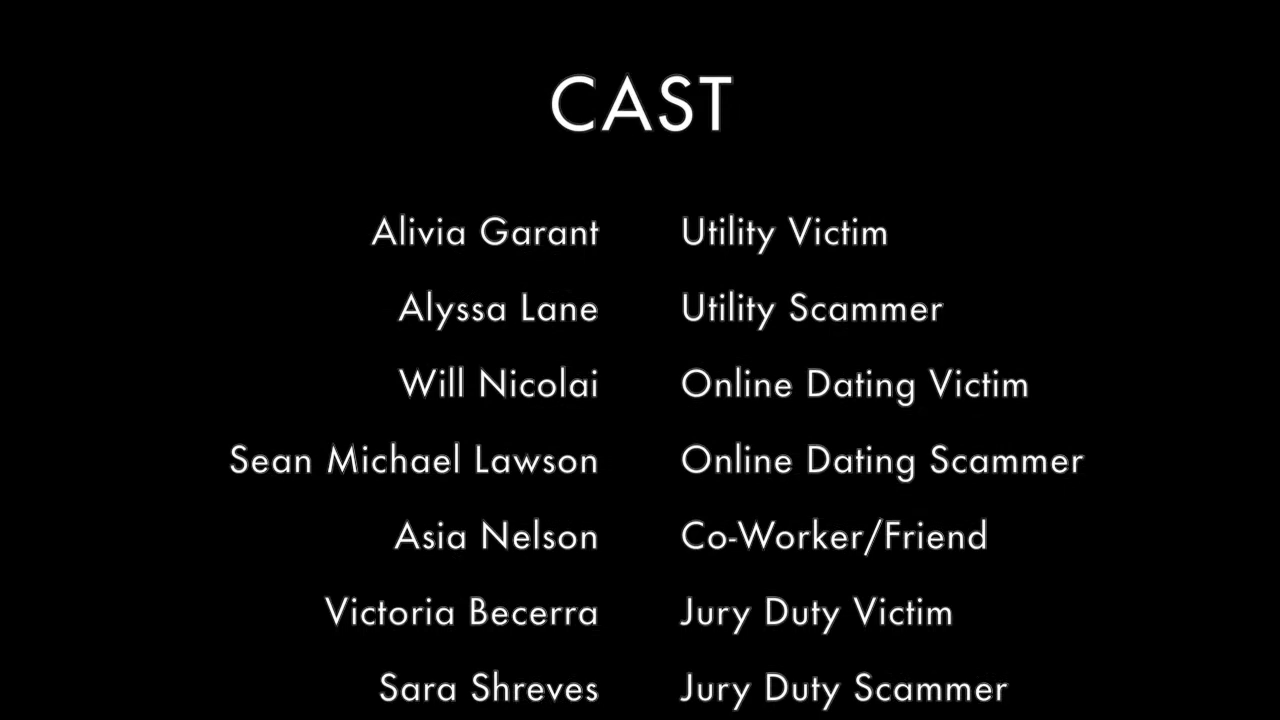 CAST
Alivia Garant Utility Victim
Alyssa Lane Utility Scammer
Will Nicolai Online Dating Victim
Sean Michael Lawson Online Dating Scammer
Asia Nelson Co-Worker/Friend
Victoria Becerra Jury Duty Victim
Sara Shreves Jury Duty Scammer